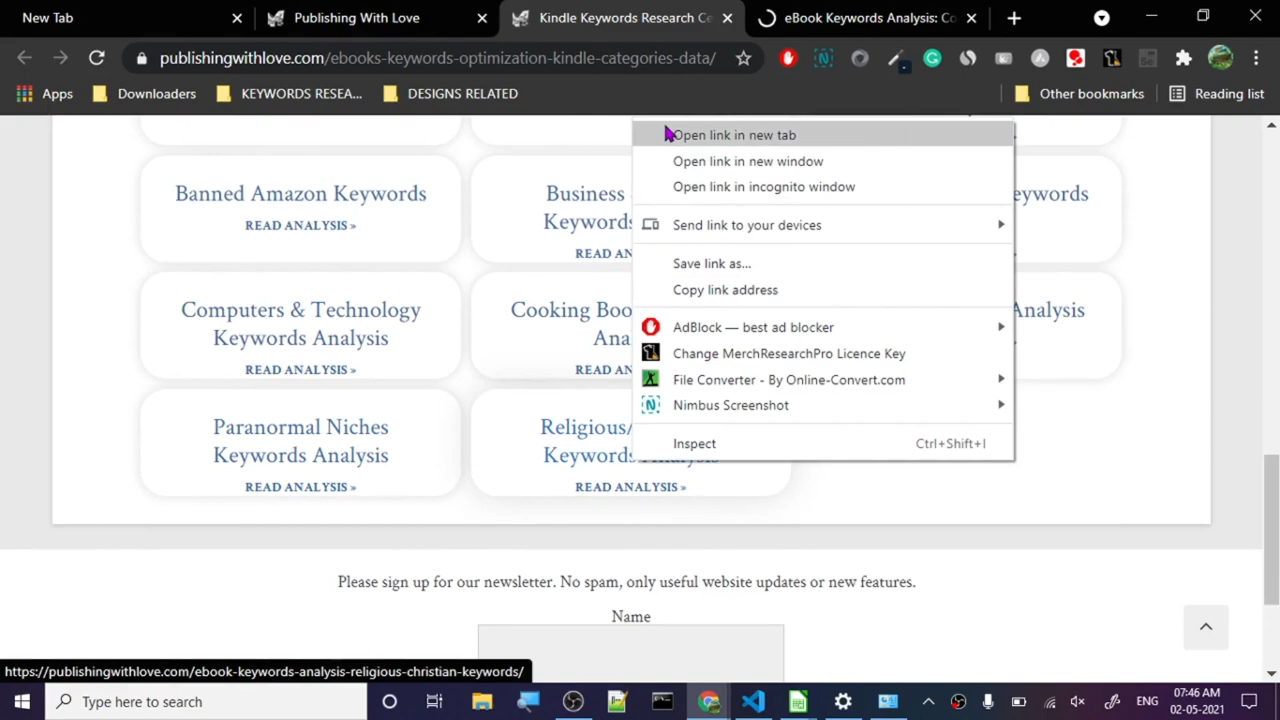 New Tab
Publishing With Love
Kindle Keywords Research Ce
eBook Keywords Analysis: Co
publishingwithlove.com/ebooks-keywords-optimization-kindle-categories-data/
Apps
Downloaders
KEYWORDS RESEA...
DESIGNS RELATED
Other bookmarks
Reading list
Open link in new tab
Open link in new window
Open link in incognito window
Send link to your devices
Save link as...
Copy link address
AdBlock — best ad blocker
Change MerchResearchPro Licence Key
File Converter - By Online-Convert.com
Nimbus Screenshot
Inspect Ctrl+Shift+I
Banned Amazon Keywords
READ ANALYSIS »
Business
Keywords
READ AN
eywords
Computers & Technology
Keywords Analysis
READ ANALYSIS »
Cooking Boo
Ana
READ AN
Analysis
Paranormal Niches
Keywords Analysis
READ ANALYSIS »
Religious/
Keywords Analysis
READ ANALYSIS »
Please sign up for our newsletter. No spam, only useful website updates or new features.
Name
https://publishingwithlove.com/ebook-keywords-analysis-religious-christian-keywords/
Type here to search
ENG
07:46 AM
02-05-2021